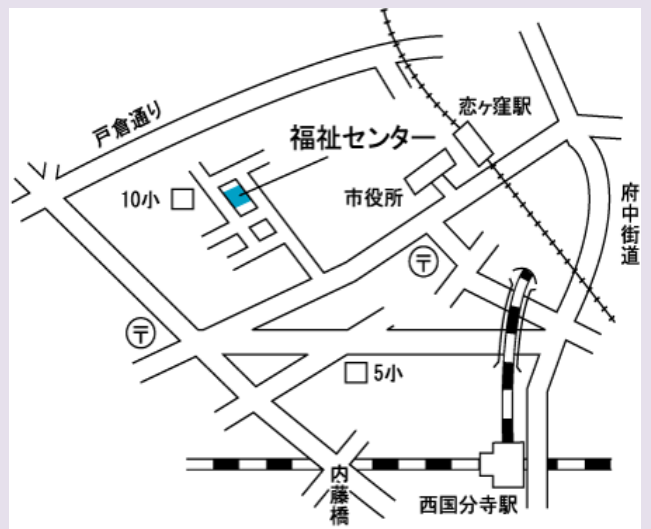 戸倉通り
恋ヶ窪駅
福祉センター
10小
市役所
府中街道
〒
〒
5小
内藤橋
西国分寺駅